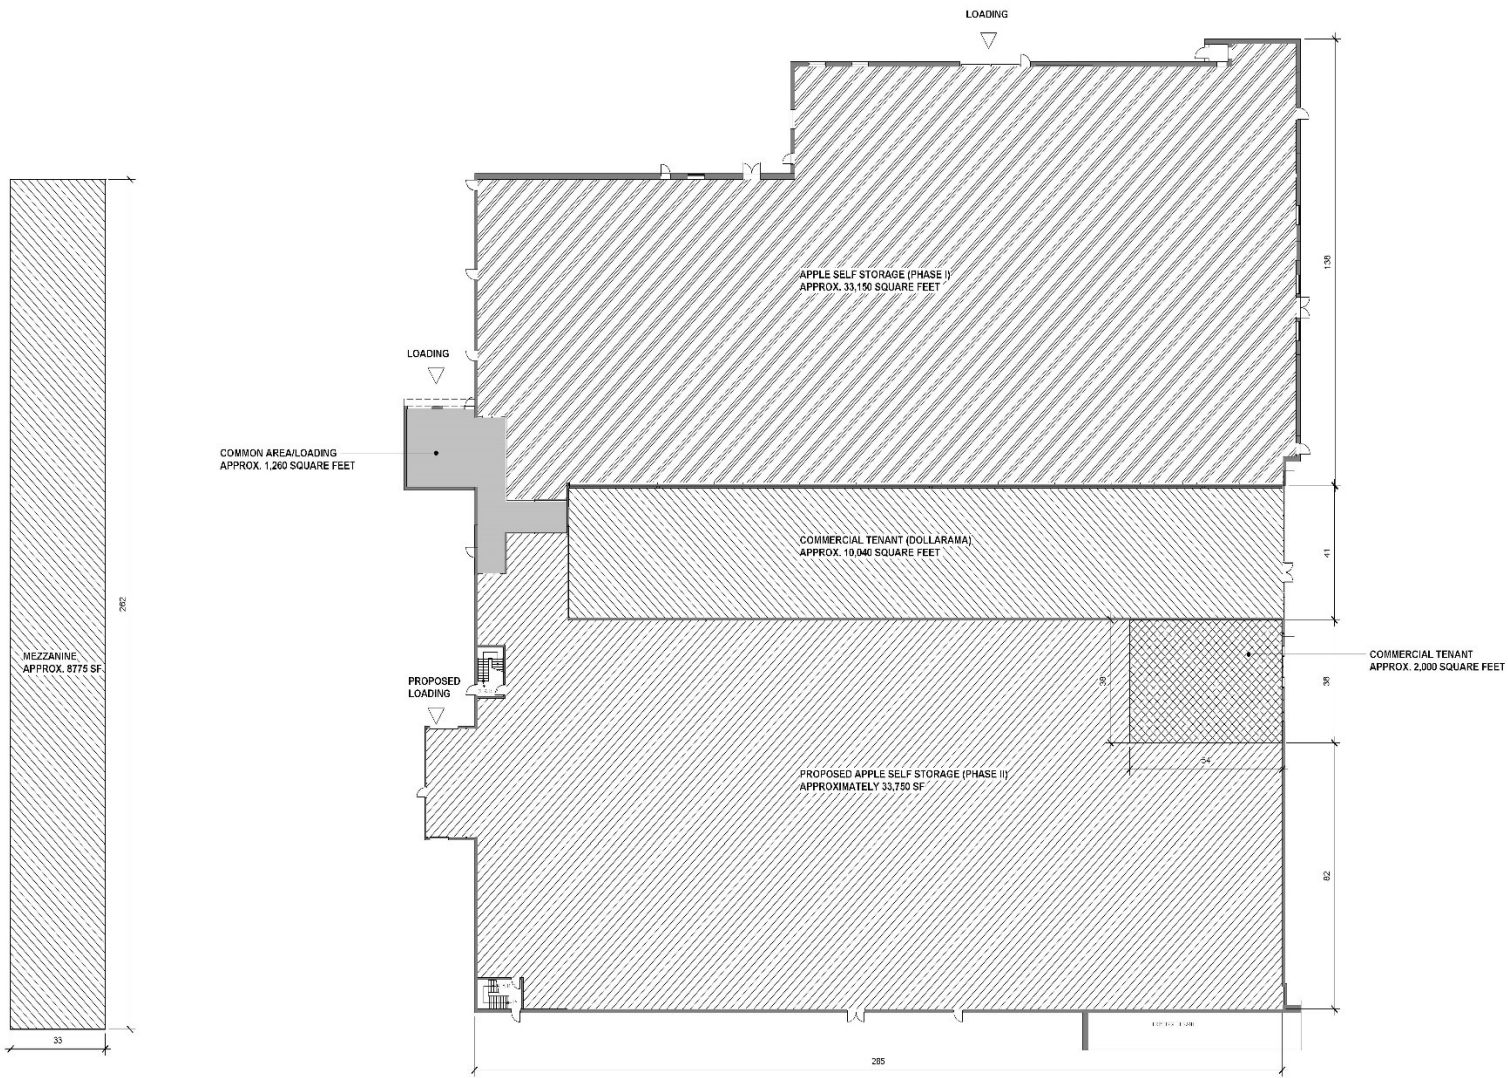 LOADING
138
APPLE SELF STORAGE (PHASE I)
APPROX. 33,150 SQUARE FEET
LOADING
COMMON AREA/LOADING
APPROX. 1,260 SQUARE FEET
COMMERCIAL TENANT (DOLLARAMA)
APPROX. 10,040 SQUARE FEET
41
262
MEZZANINE
APPROX. 8775 SF
PROPOSED
LOADING
38
38
COMMERCIAL TENANT
APPROX. 2,000 SQUARE FEET
54
PROPOSED APPLE SELF STORAGE (PHASE II)
APPROXIMATELY 33,750 SF
82
33
285